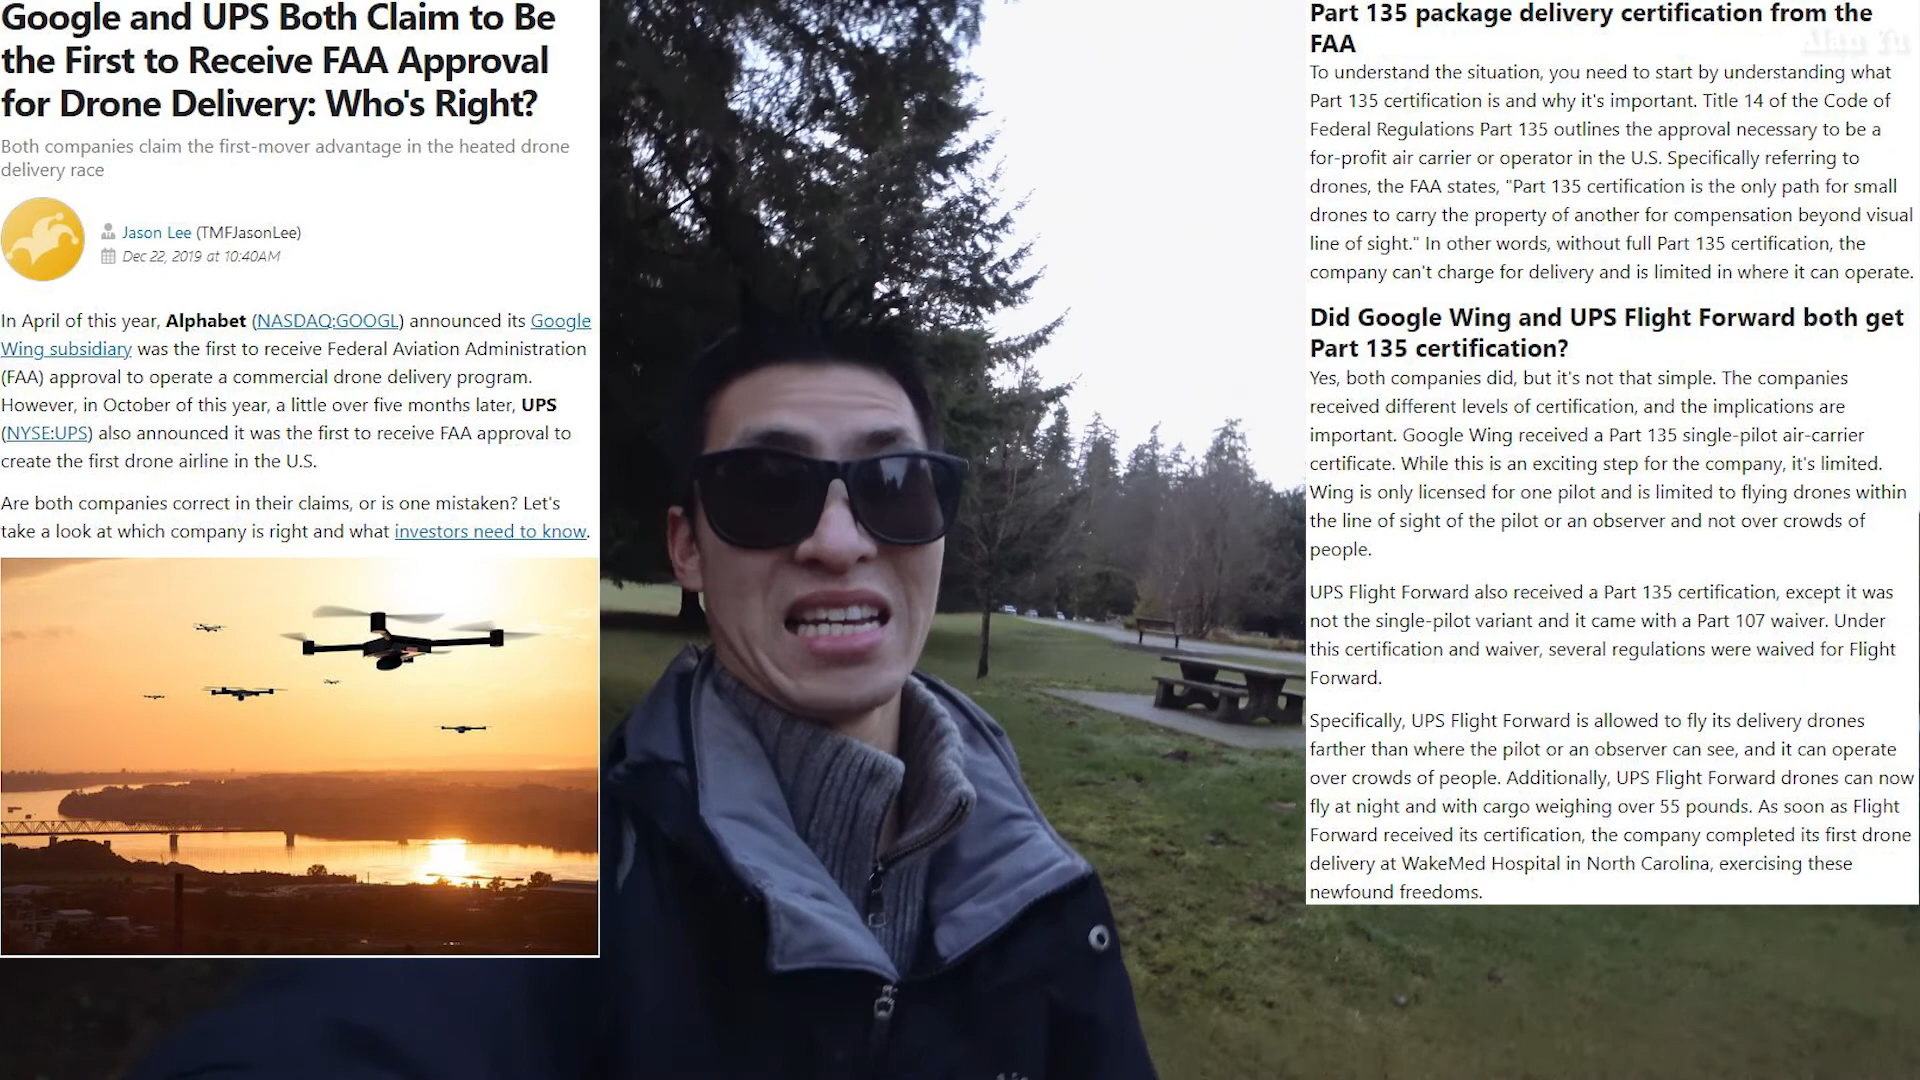 Google and UPS Both Claim to Be
the First to Receive FAA Approval
for Drone Delivery: Who's Right?
Both companies claim the first-mover advantage in the heated drone
delivery race
Jason Lee (TMFJasonLee)
Dec 22, 2019 at 10:40AM
In April of this year, Alphabet (NASDAQ:GOOGL) announced its Google
Wing subsidiary was the first to receive Federal Aviation Administration
(FAA) approval to operate a commercial drone delivery program.
However, in October of this year, a little over five months later, UPS
(NYSE:UPS) also announced it was the first to receive FAA approval to
create the first drone airline in the U.S.
Are both companies correct in their claims, or is one mistaken? Let's
take a look at which company is right and what investors need to know.
Part 135 package delivery certification from the
FAA
Alan Yu
To understand the situation, you need to start by understanding what
Part 135 certification is and why it's important. Title 14 of the Code of
Federal Regulations Part 135 outlines the approval necessary to be a
for-profit air carrier or operator in the U.S. Specifically referring to
drones, the FAA states, "Part 135 certification is the only path for small
drones to carry the property of another for compensation beyond visual
line of sight." In other words, without full Part 135 certification, the
company can't charge for delivery and is limited in where it can operate.
Did Google Wing and UPS Flight Forward both get
Part 135 certification?
Yes, both companies did, but it's not that simple. The companies
received different levels of certification, and the implications are
important. Google Wing received a Part 135 single-pilot air-carrier
certificate. While this is an exciting step for the company, it's limited.
Wing is only licensed for one pilot and is limited to flying drones within
the line of sight of the pilot or an observer and not over crowds of
people.
UPS Flight Forward also received a Part 135 certification, except it was
not the single-pilot variant and it came with a Part 107 waiver. Under
this certification and waiver, several regulations were waived for Flight
Forward.
Specifically, UPS Flight Forward is allowed to fly its delivery drones
farther than where the pilot or an observer can see, and it can operate
over crowds of people. Additionally, UPS Flight Forward drones can now
fly at night and with cargo weighing over 55 pounds. As soon as Flight
Forward received its certification, the company completed its first drone
delivery at WakeMed Hospital in North Carolina, exercising these
newfound freedoms.